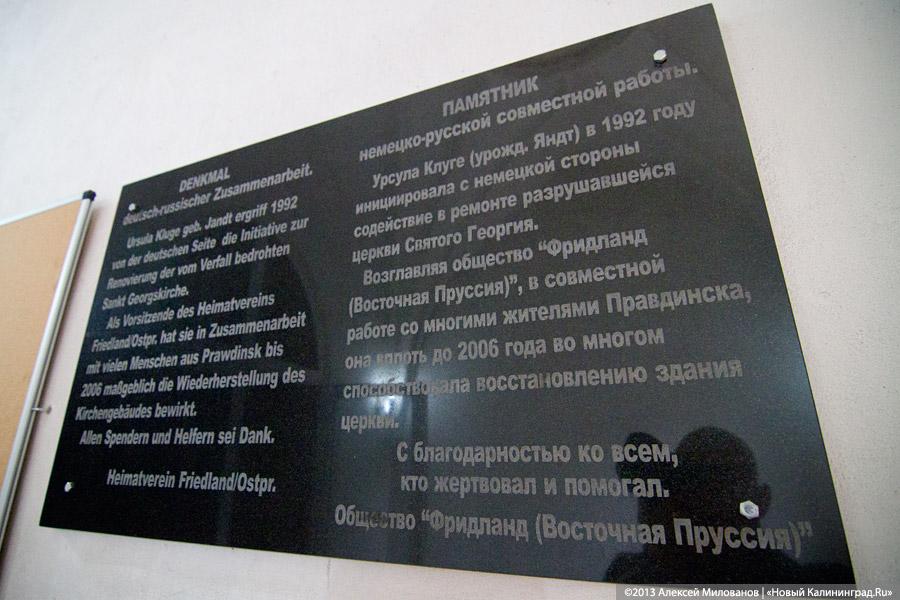 DENKMAL
deutsch-russischer Zusammenarbeit.
Ursula Kluge geb. Jandt ergriff 1992
von der deutschen Seite die Initiative zur
Renovierung der vom Verfall bedrohten
Sankt Georgskirche.
Als Vorsitzende des Heimatvereins
Friedland/Ostpr. hat sie in Zusammenarbeit
mit vielen Menschen aus Prawdinsk bis
2006 maßgeblich die Wiederherstellung des
Kirchengebäudes bewirkt.
Allen Spendern und Helfern sei Dank.
Heimatverein Friedland/Ostpr.
ПАМЯТНИК
немецко-русской совместной работы.
Урсула Клуге (урожд. Яндт) в 1992 году
инициировала с немецкой стороны
содействие в ремонте разрушавшейся
церкви Святого Георгия.
Возглавляя общество “Фридланд
(Восточная Пруссия)”, в совместной
работе со многими жителями Правдинска,
она вплоть до 2006 года во многом
способствовала восстановлению здания
церкви.
С благодарностью ко всем,
кто жертвовал и помогал.
Общество “Фридланд (Восточная Пруссия)”
©2013 Алексей Милованов | «Новый Калининград.Ru»